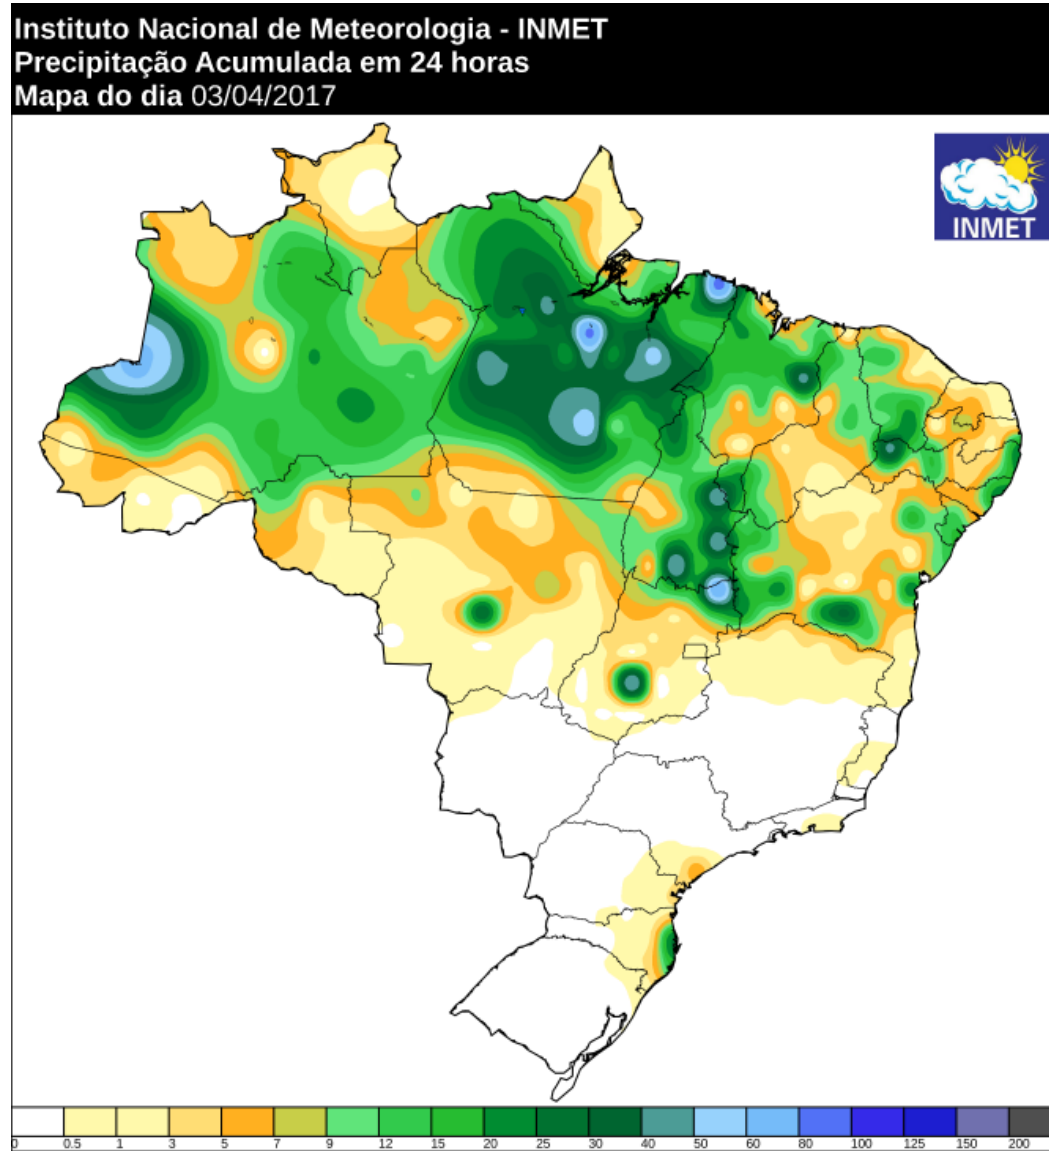 Instituto Nacional de Meteorologia - INMET
Precipitação Acumulada em 24 horas
Mapa do dia 03/04/2017
INMET
0 0.5 1 3 5 7 9 12 15 20 25 30 40 50 60 80 100 125 150 200